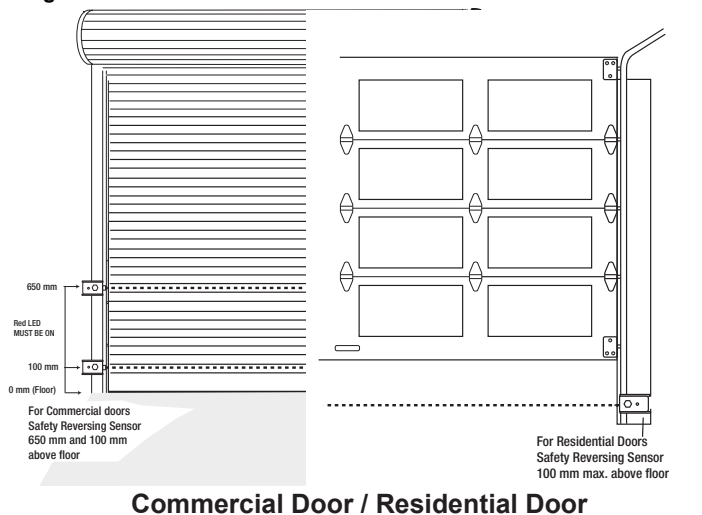 650 mm
Red LED
MUST BE ON
100 mm
0 mm (Floor)
For Commercial doors
Safety Reversing Sensor
650 mm and 100 mm
above floor
For Residential Doors
Safety Reversing Sensor
100 mm max. above floor
Commercial Door / Residential Door